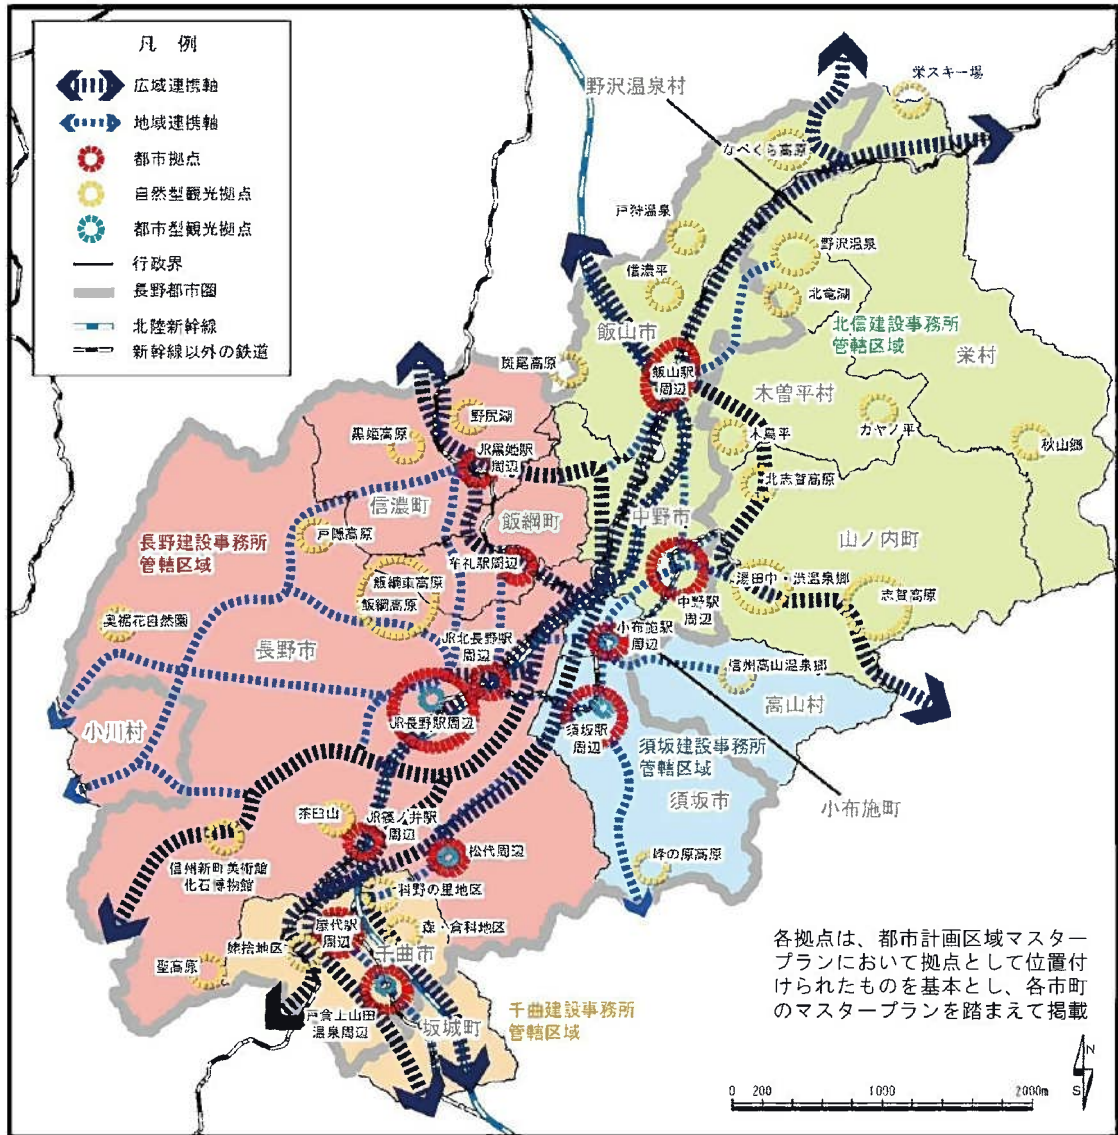 凡 例
広域連携軸
地域連携軸
都市拠点
自然型観光拠点
都市型観光拠点
行政界
長野都市圏
北陸新幹線
新幹線以外の鉄道
栄スキー場
野沢温泉村
なべくら高原
戸狩温泉
野沢温泉
信濃平
北竜湖
飯山市
北信建設事務所
管轄区域
栄村
斑尾高原
飯山駅
周辺
木曽平村
カヤノ平
木島平
秋山郷
野尻湖
黒姫高原
JR黒姫駅
周辺
北志賀高原
信濃町
飯綱町
中野市
山ノ内町
戸隠高原
長野建設事務所
管轄区域
牟礼駅周辺
飯綱東高原
飯綱高原
湯田中・渋温泉郷
志賀高原
中野駅
周辺
奥裾花自然園
小布施駅
周辺
JR北長野駅
周辺
長野市
信州高山温泉郷
高山村
小川村
JR長野駅周辺
須坂駅
周辺
須坂建設事務所
管轄区域
須坂市
小布施町
茶臼山
JR篠ノ井駅
周辺
松代周辺
信州新町美術館
化石博物館
峰の原高原
科野の里地区
屋代駅
周辺
森・倉科地区
姨捨地区
千曲市
聖高原
戸倉上山田
温泉周辺
坂城町
千曲建設事務所
管轄区域
各拠点は、都市計画区域マスター
プランにおいて拠点として位置付
けられたものを基本とし、各市町
のマスタープランを踏まえて掲載
N
S
0 200 1000 2000m